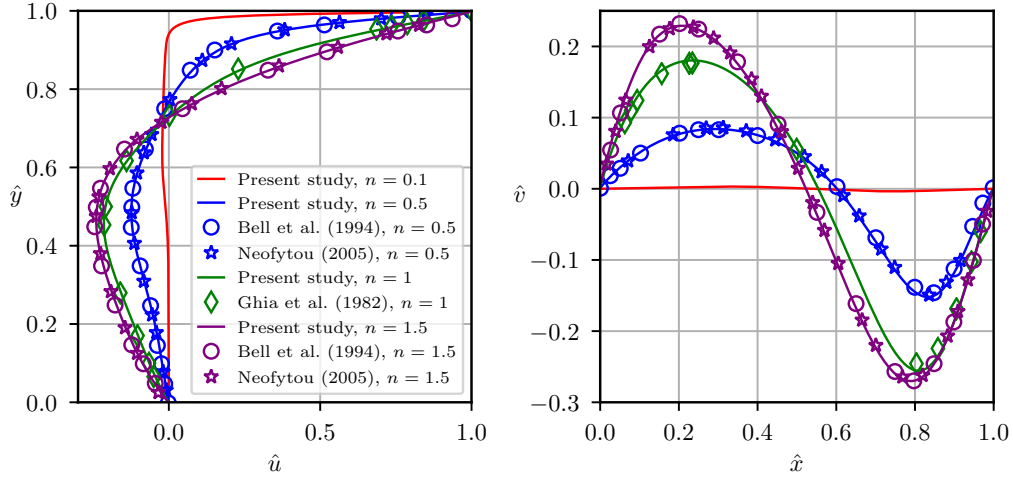 1.0
0.8
0.6
0.4
0.2
0.0
ŷ
0.0
0.5
1.0
û
Present study, n = 0.1
Present study, n = 0.5
Bell et al. (1994), n = 0.5
Neofytou (2005), n = 0.5
Present study, n = 1
Ghia et al. (1982), n = 1
Present study, n = 1.5
Bell et al. (1994), n = 1.5
Neofytou (2005), n = 1.5
0.2
0.1
0.0
−0.1
−0.2
−0.3
v̂
0.0
0.2
0.4
0.6
0.8
1.0
x̂